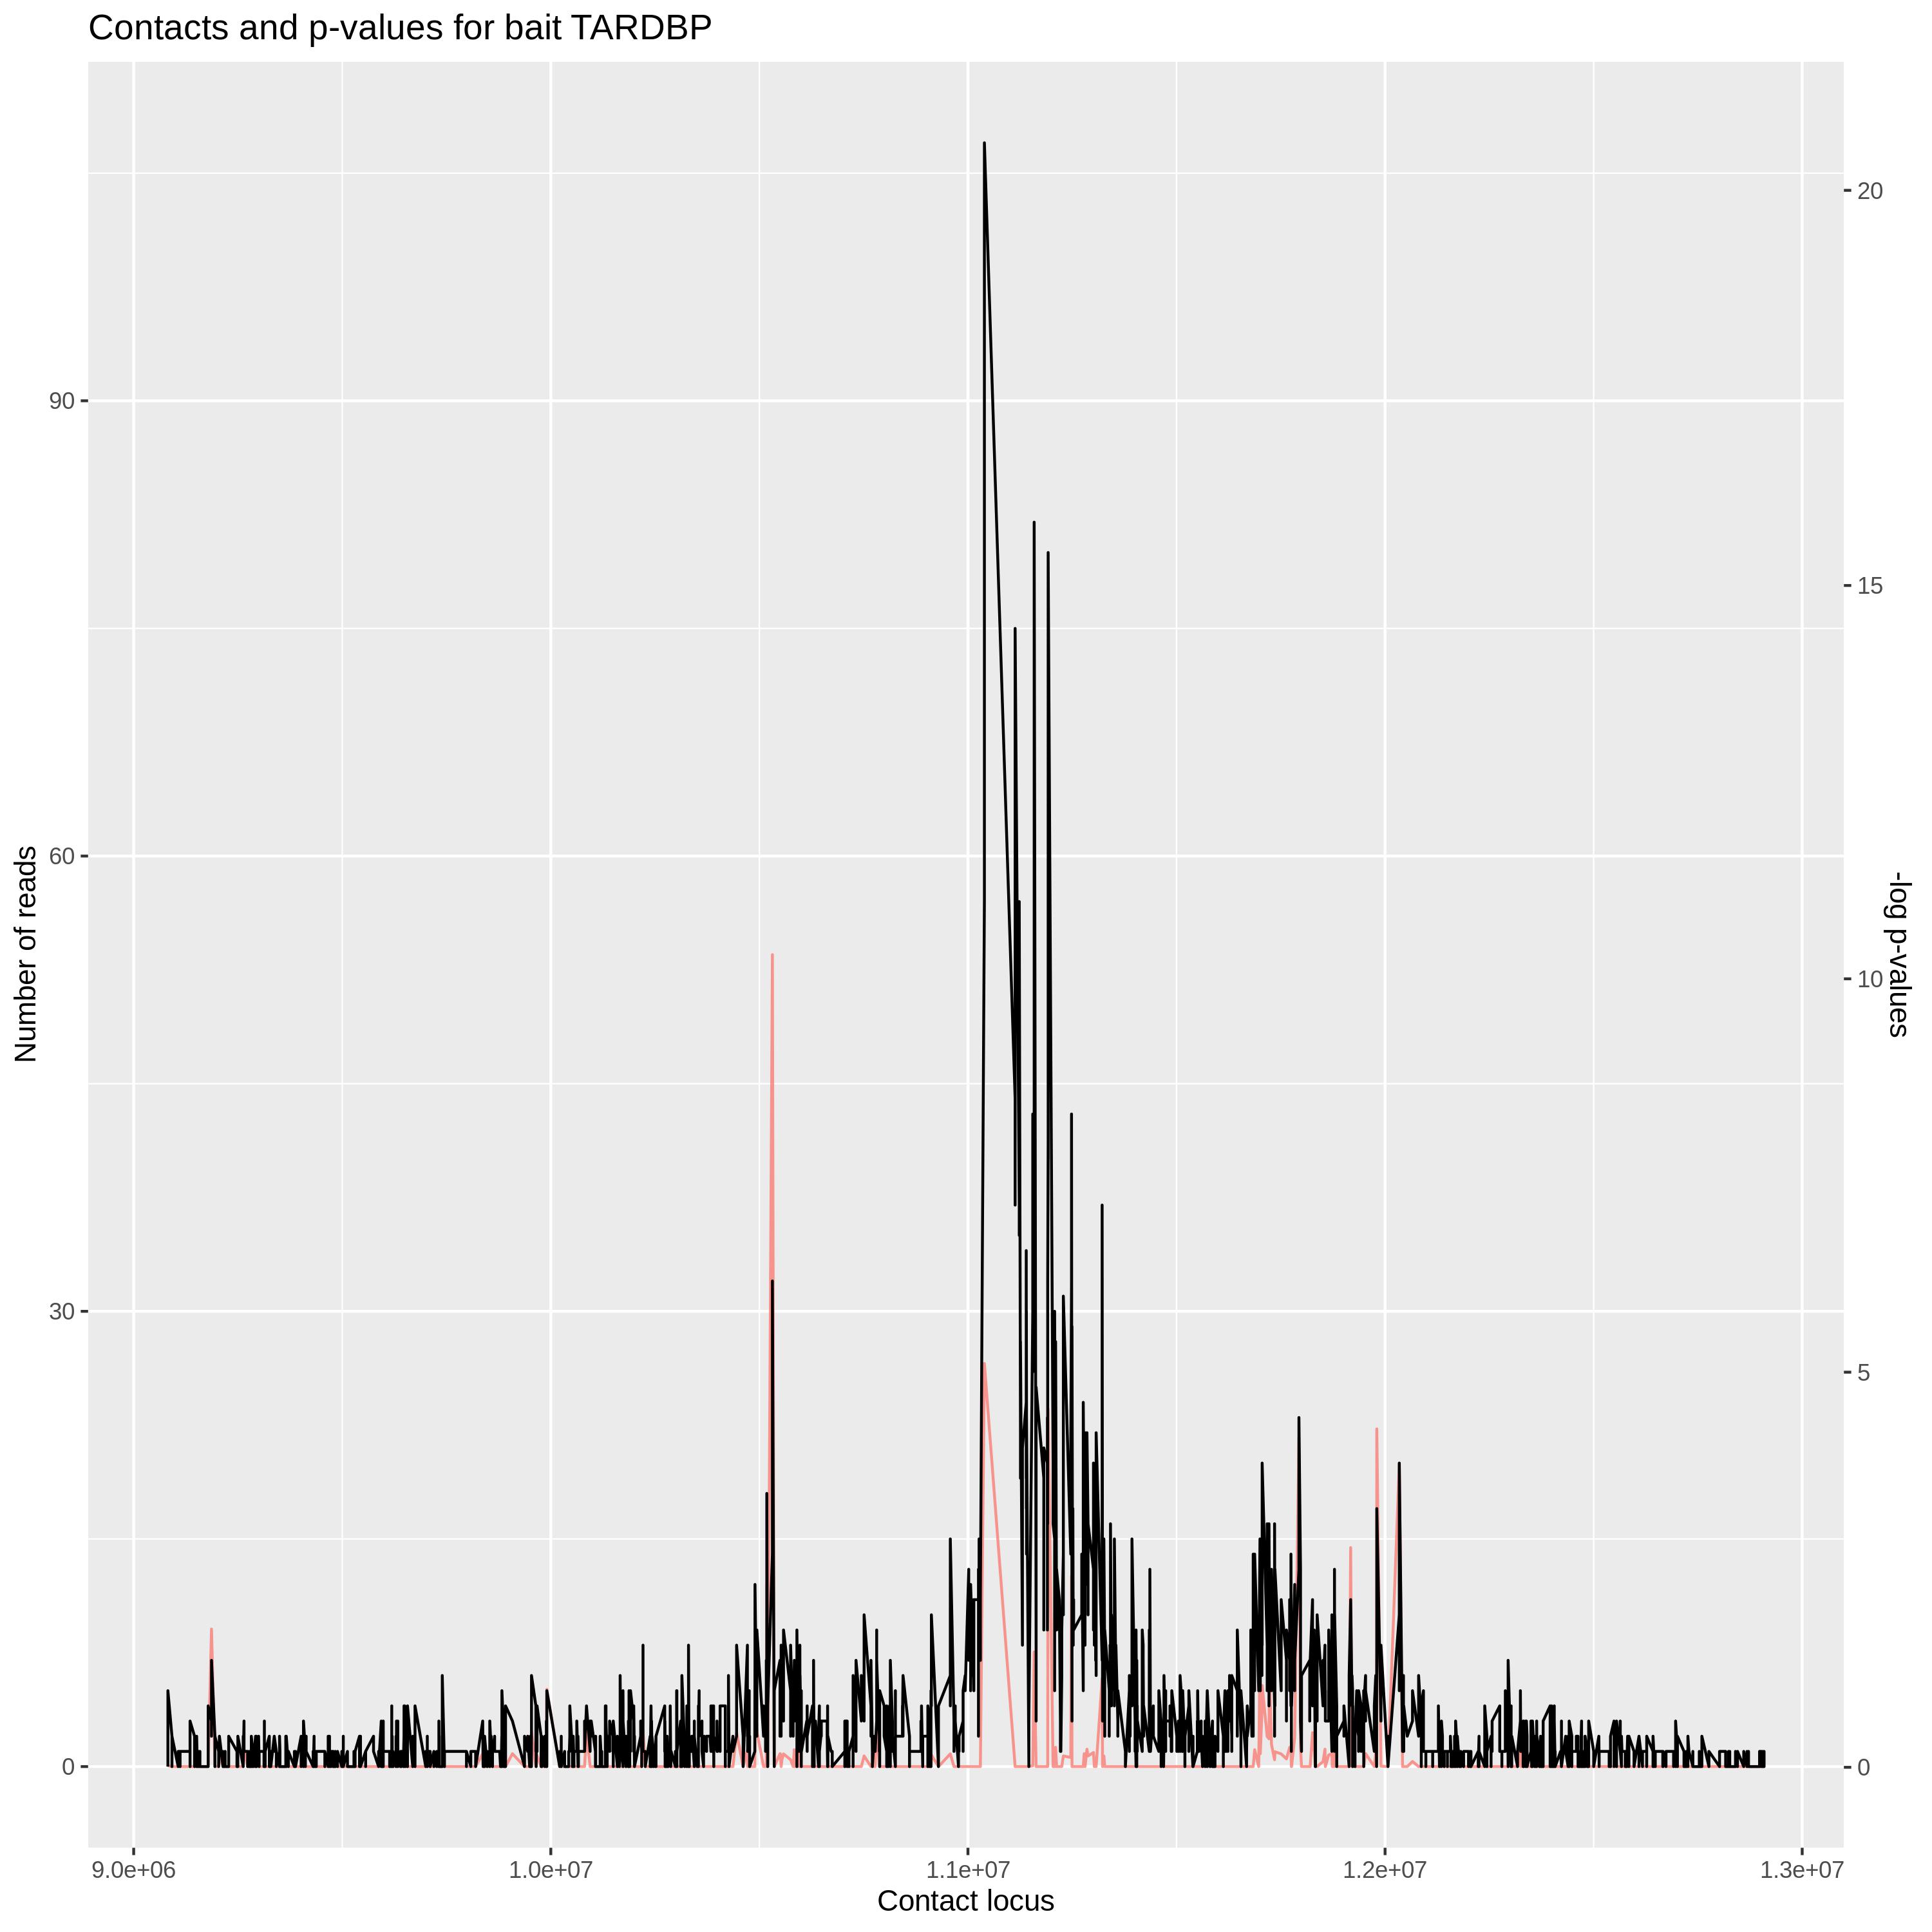 Contacts and p-values for bait TARDBP
Number of reads
90
60
30
0
20
15
10
5
0
-log p-values
9.0e+06
1.0e+07
1.1e+07
1.2e+07
1.3e+07
Contact locus